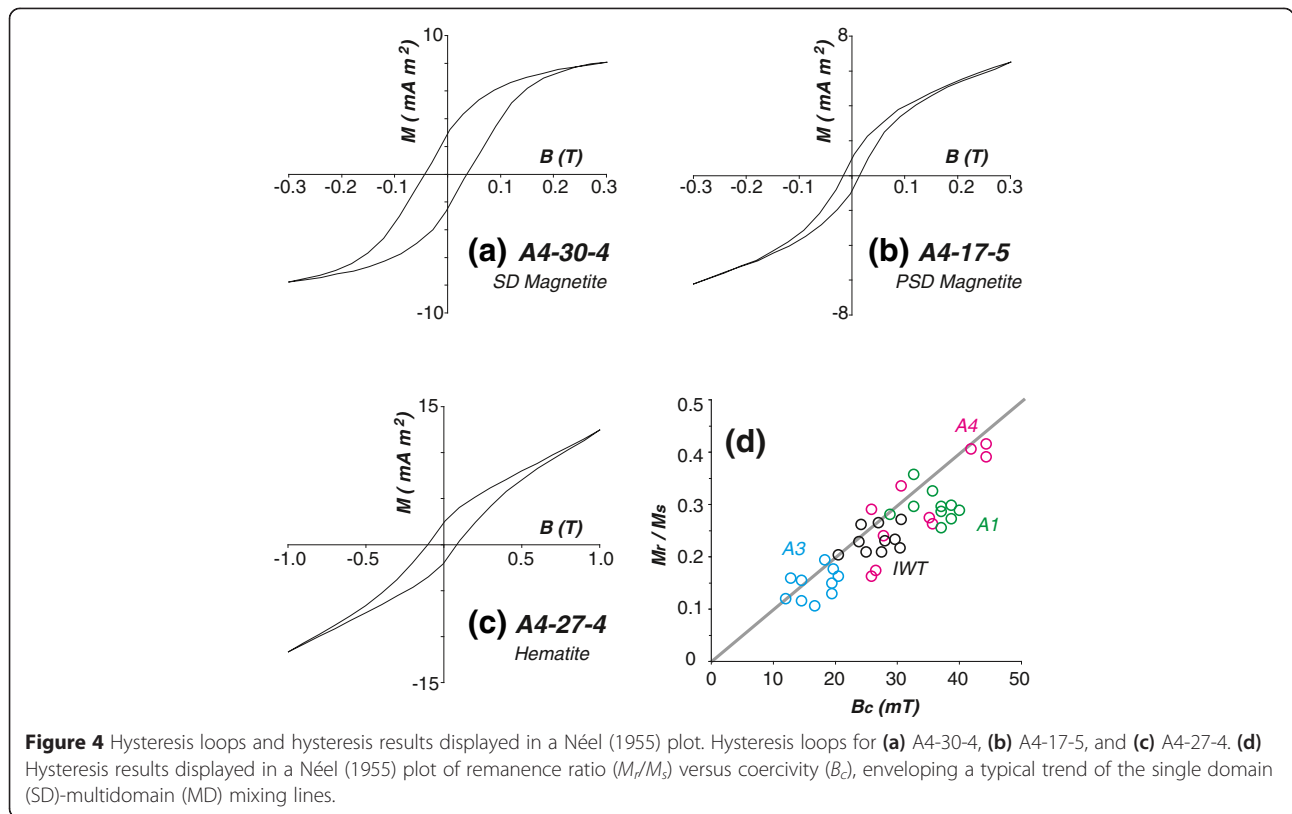 10
M ( mA m²)
B (T)
-0.3 -0.2 -0.1 0.1 0.2 0.3
(a) A4-30-4
SD Magnetite
-10
8
M ( mA m²)
B (T)
-0.3 -0.2 -0.1 0.1 0.2 0.3
(b) A4-17-5
PSD Magnetite
-8
15
M ( mA m²)
B (T)
-1.0 -0.5 0.5 1.0
(c) A4-27-4
Hematite
-15
(d)
0.5
0.4
0.3
0.2
0.1
0
Mr / Ms
A4
A1
A3
IWT
0 10 20 30 40 50
Bc (mT)
Figure 4 Hysteresis loops and hysteresis results displayed in a Néel (1955) plot. Hysteresis loops for (a) A4-30-4, (b) A4-17-5, and (c) A4-27-4. (d)
Hysteresis results displayed in a Néel (1955) plot of remanence ratio (Mr/Ms) versus coercivity (Bc), enveloping a typical trend of the single domain
(SD)-multidomain (MD) mixing lines.